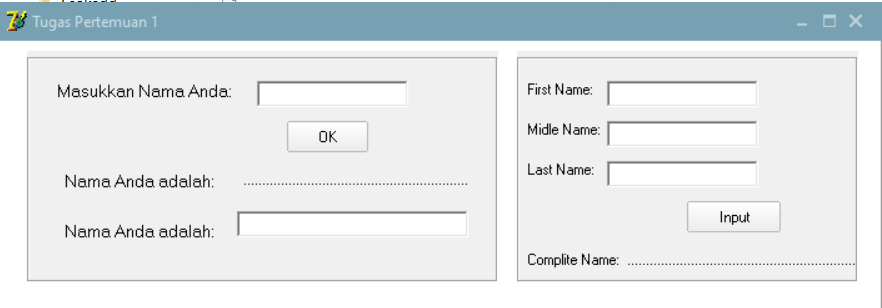 Tugas Pertemuan 1
Masukkan Nama Anda:
OK
Nama Anda adalah: ........................................................
Nama Anda adalah:
First Name:
Midle Name:
Last Name:
Input
Complite Name: .........................................................